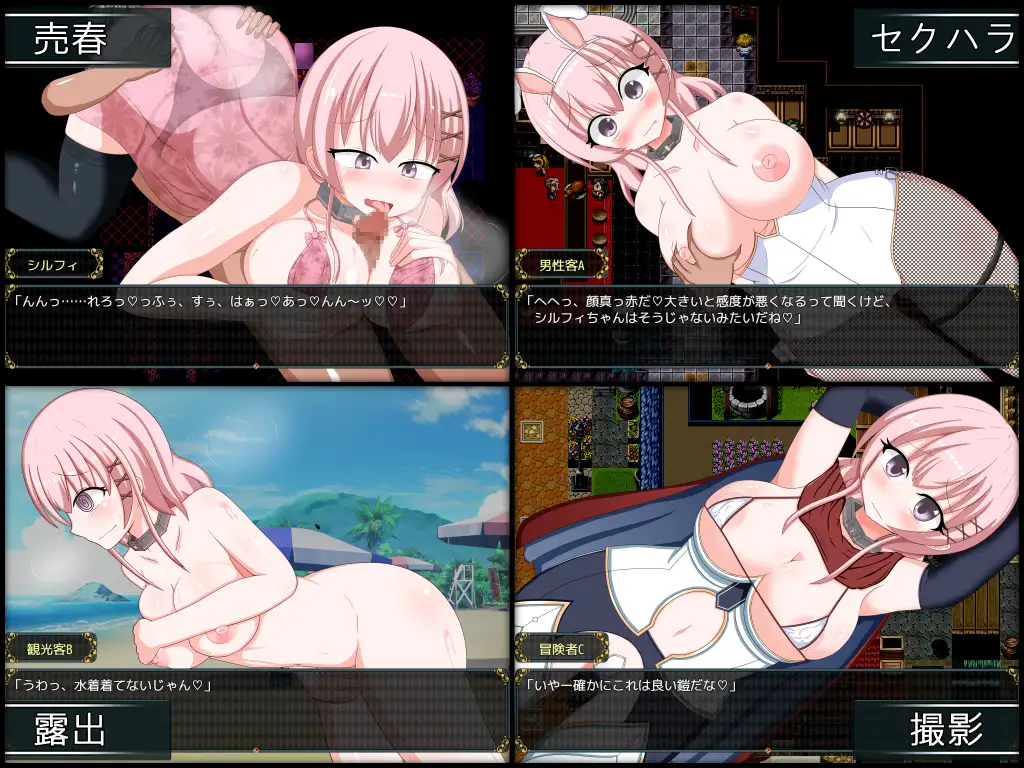 売春
シルフィ
「んんっ……れろっ♡っふぅ、すぅ、はぁっ♡あっ♡んん~ッ♡♡」
セクハラ
男性客A
「へへっ、顔真っ赤だ♡大きいと感度が悪くなるって聞くけど、
シルフィちゃんはそうじゃないみたいだね♡」
観光客B
「うわっ、水着着てないじゃん♡」
露出
冒険者C
「いやー確かにこれは良い鎧だな♡」
撮影